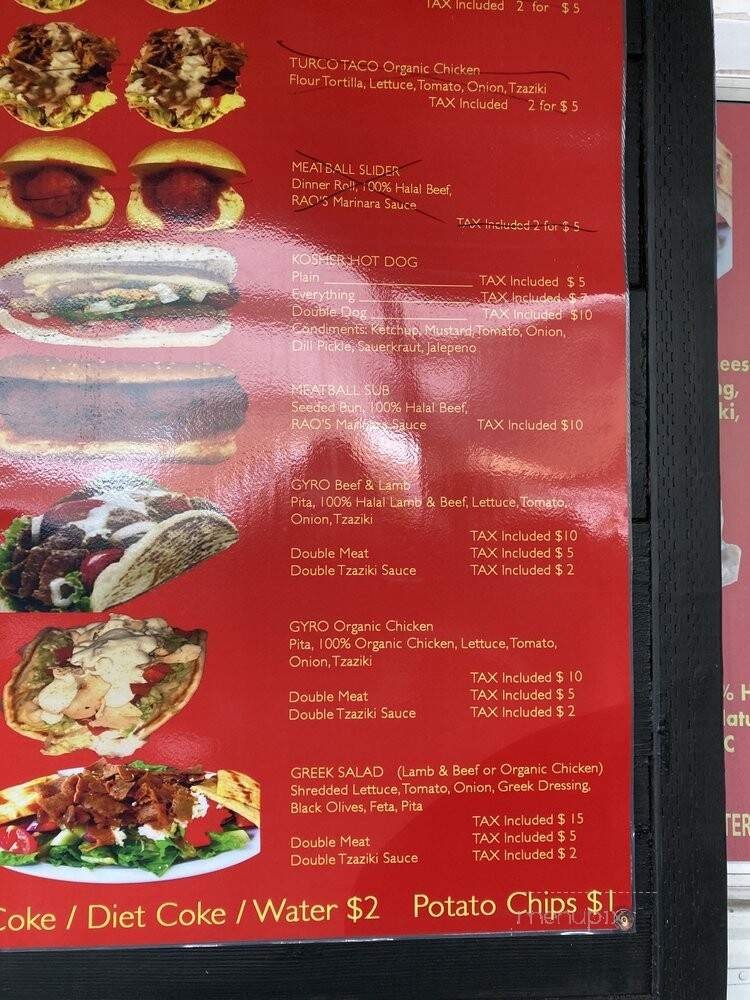 TAX Included 2 for $ 5
TURCO TACO Organic Chicken
Flour Tortilla, Lettuce, Tomato, Onion, Tzaziki
TAX Included 2 for $ 5
MEATBALL SLIDER
Dinner Roll, 100% Halal Beef,
RAO'S Marinara Sauce
TAX Included 2 for $ 5
KOSHER HOT DOG
Plain TAX Included $ 5
Everything TAX Included $ 7
Double Dog TAX Included $10
Condiments: Ketchup, Mustard, Tomato, Onion,
Dill Pickle, Sauerkraut, Jalepeno
MEATBALL SUB
Seeded Bun, 100% Halal Beef,
RAO'S Marinara Sauce TAX Included $10
GYRO Beef & Lamb
Pita, 100% Halal Lamb & Beef, Lettuce, Tomato,
Onion, Tzaziki
TAX Included $10
Double Meat TAX Included $ 5
Double Tzaziki Sauce TAX Included $ 2
GYRO Organic Chicken
Pita, 100% Organic Chicken, Lettuce, Tomato,
Onion, Tzaziki
TAX Included $ 10
Double Meat TAX Included $ 5
Double Tzaziki Sauce TAX Included $ 2
GREEK SALAD (Lamb & Beef or Organic Chicken)
Shredded Lettuce, Tomato, Onion, Greek Dressing,
Black Olives, Feta, Pita
TAX Included $ 15
Double Meat TAX Included $ 5
Double Tzaziki Sauce TAX Included $ 2
Coke / Diet Coke / Water $2 Potato Chips $1
menupix